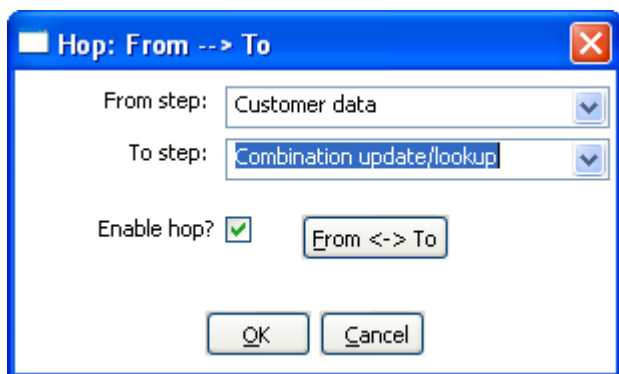 Hop: From --> To
From step: Customer data
To step: Combination update/lookup
Enable hop? From <-> To
OK Cancel